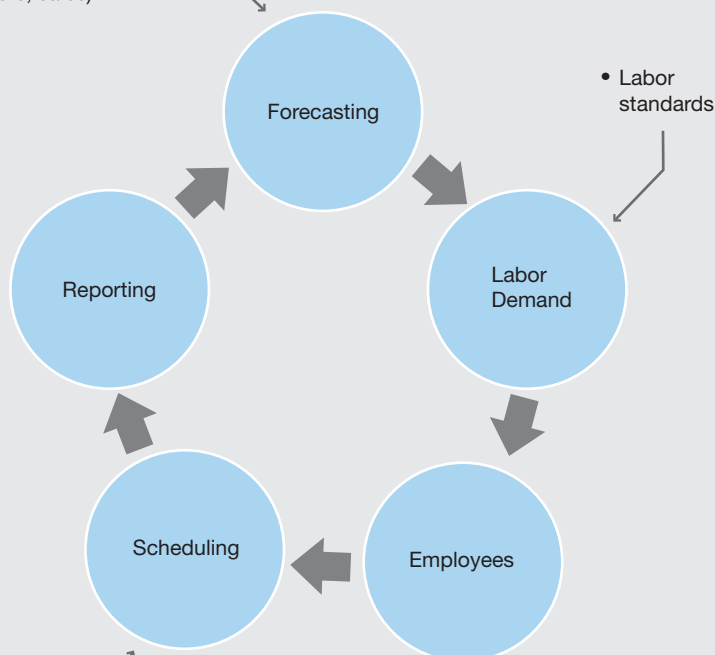 Forecasting
• Labor
standards
Labor
Demand
Employees
Scheduling
Reporting